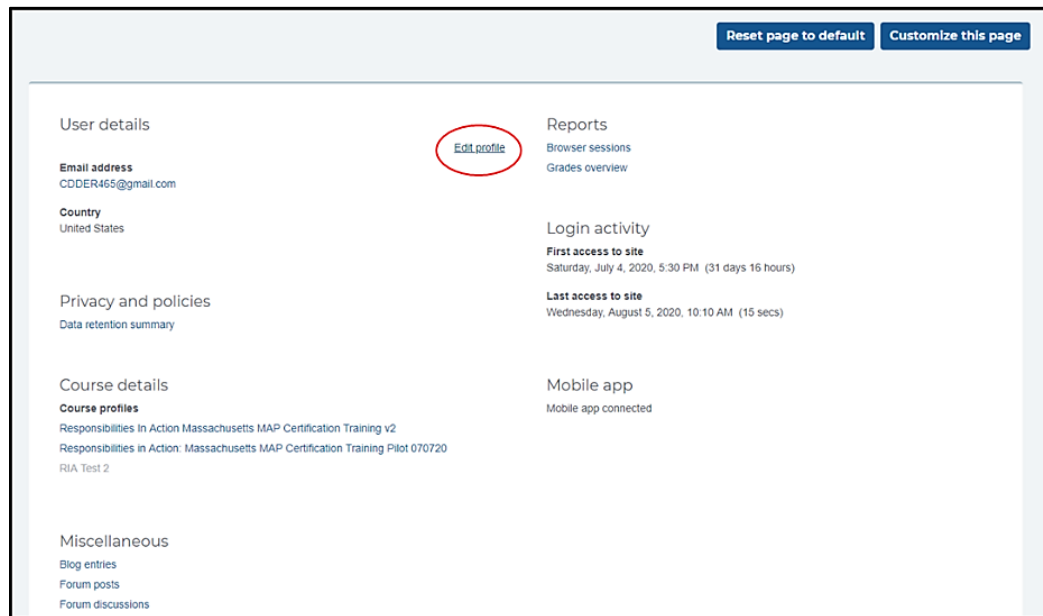 Reset page to default
Customize this page
User details
Edit profile
Email address
CDDER465@gmail.com
Country
United States
Privacy and policies
Data retention summary
Course details
Course profiles
Responsibilities In Action Massachusetts MAP Certification Training v2
Responsibilities in Action: Massachusetts MAP Certification Training Pilot 070720
RIA Test 2
Miscellaneous
Blog entries
Forum posts
Forum discussions
Reports
Browser sessions
Grades overview
Login activity
First access to site
Saturday, July 4, 2020, 5:30 PM (31 days 16 hours)
Last access to site
Wednesday, August 5, 2020, 10:10 AM (15 secs)
Mobile app
Mobile app connected